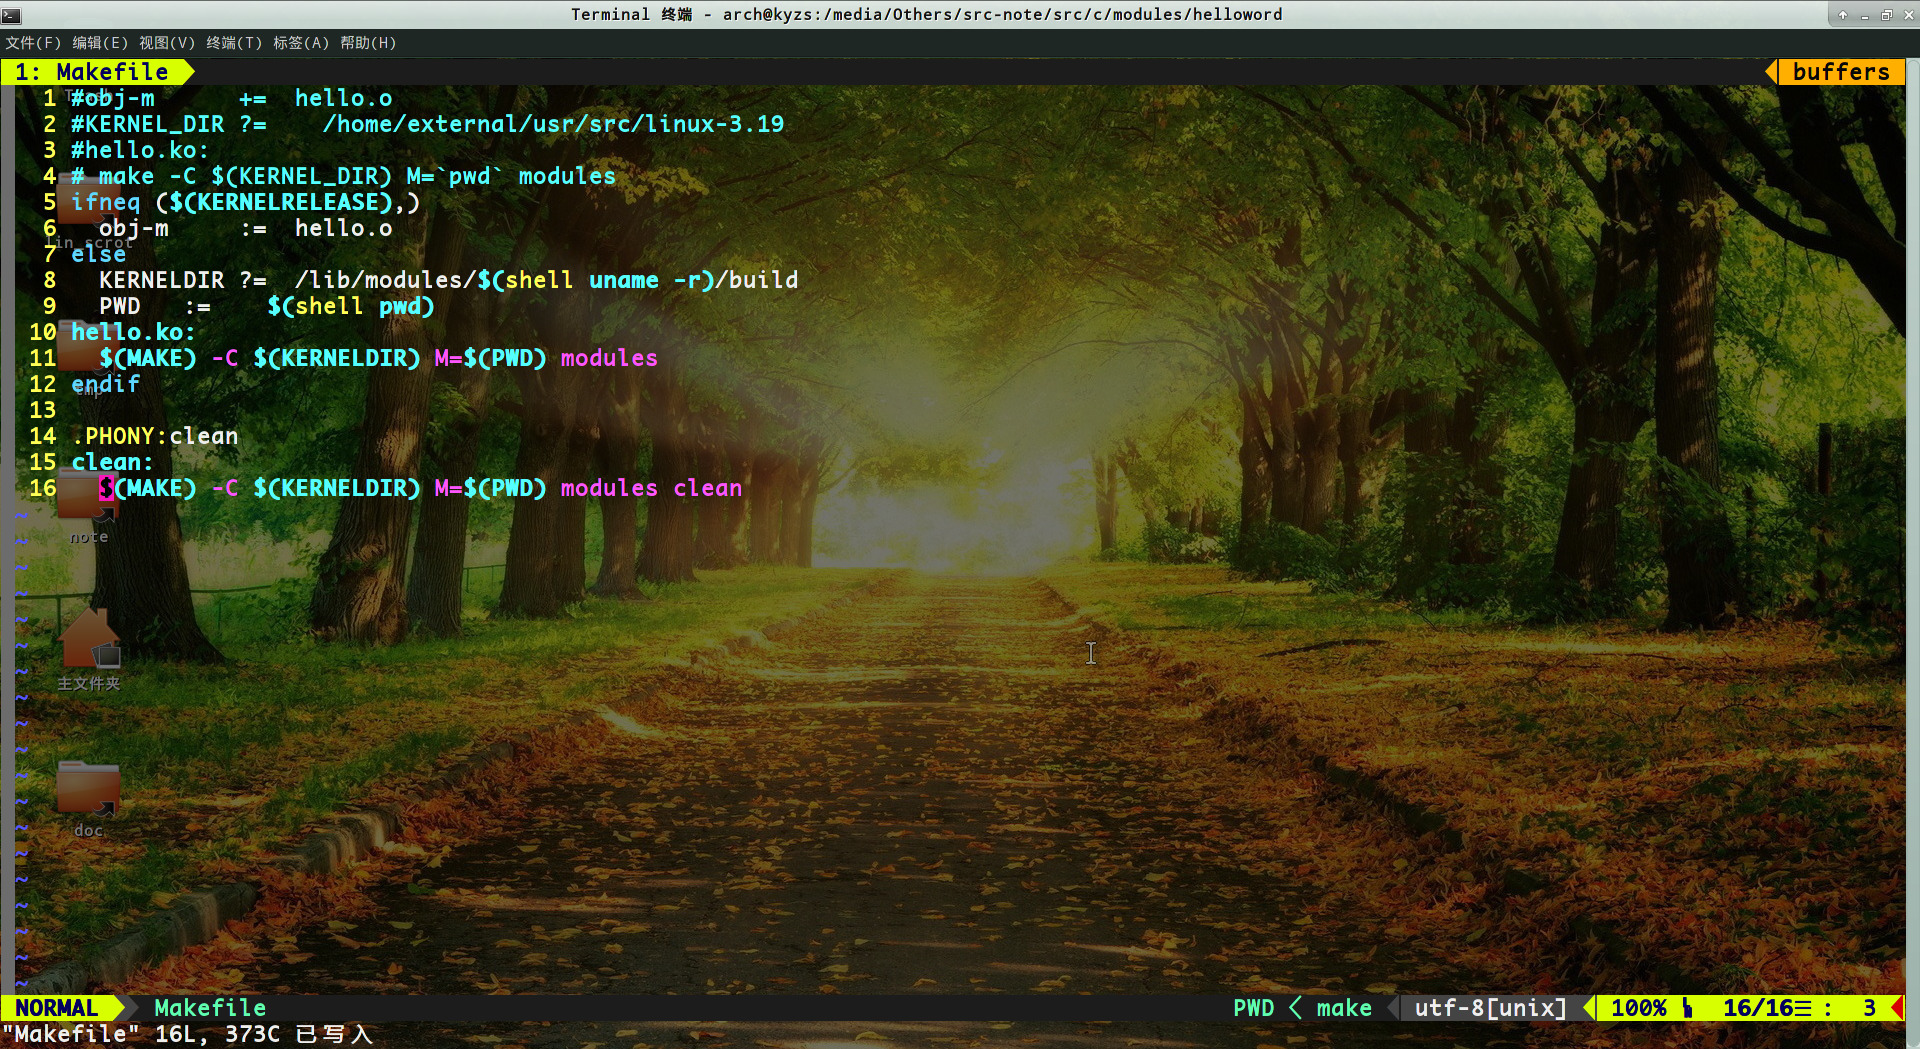 Terminal 终端 - arch@kyzs:/media/Others/src-note/src/c/modules/helloword
文件(F) 编辑(E) 视图(V) 终端(T) 标签(A) 帮助(H)
1: Makefile
buffers
1 #obj-m      +=  hello.o
2 #KERNEL_DIR ?=    /home/external/usr/src/linux-3.19
3 #hello.ko:
4 # make -C $(KERNEL_DIR) M=`pwd` modules
5 ifneq ($(KERNELRELEASE),)
6   obj-m     :=  hello.o
lin_scrot
7 else
8   KERNELDIR ?=  /lib/modules/$(shell uname -r)/build
9   PWD   :=    $(shell pwd)
10 hello.ko:
11   $(MAKE) -C $(KERNELDIR) M=$(PWD) modules
12 endif
tmp
13
14 .PHONY:clean
15 clean:
16   $(MAKE) -C $(KERNELDIR) M=$(PWD) modules clean
~
note
~
~
~
~
~
~
主文件夹
~
~
~
~
~
~
doc
~
~
~
~
~
~
NORMAL Makefile PWD < make utf-8[unix] 100% 16/16☰ : 3
"Makefile" 16L, 373C 已写入